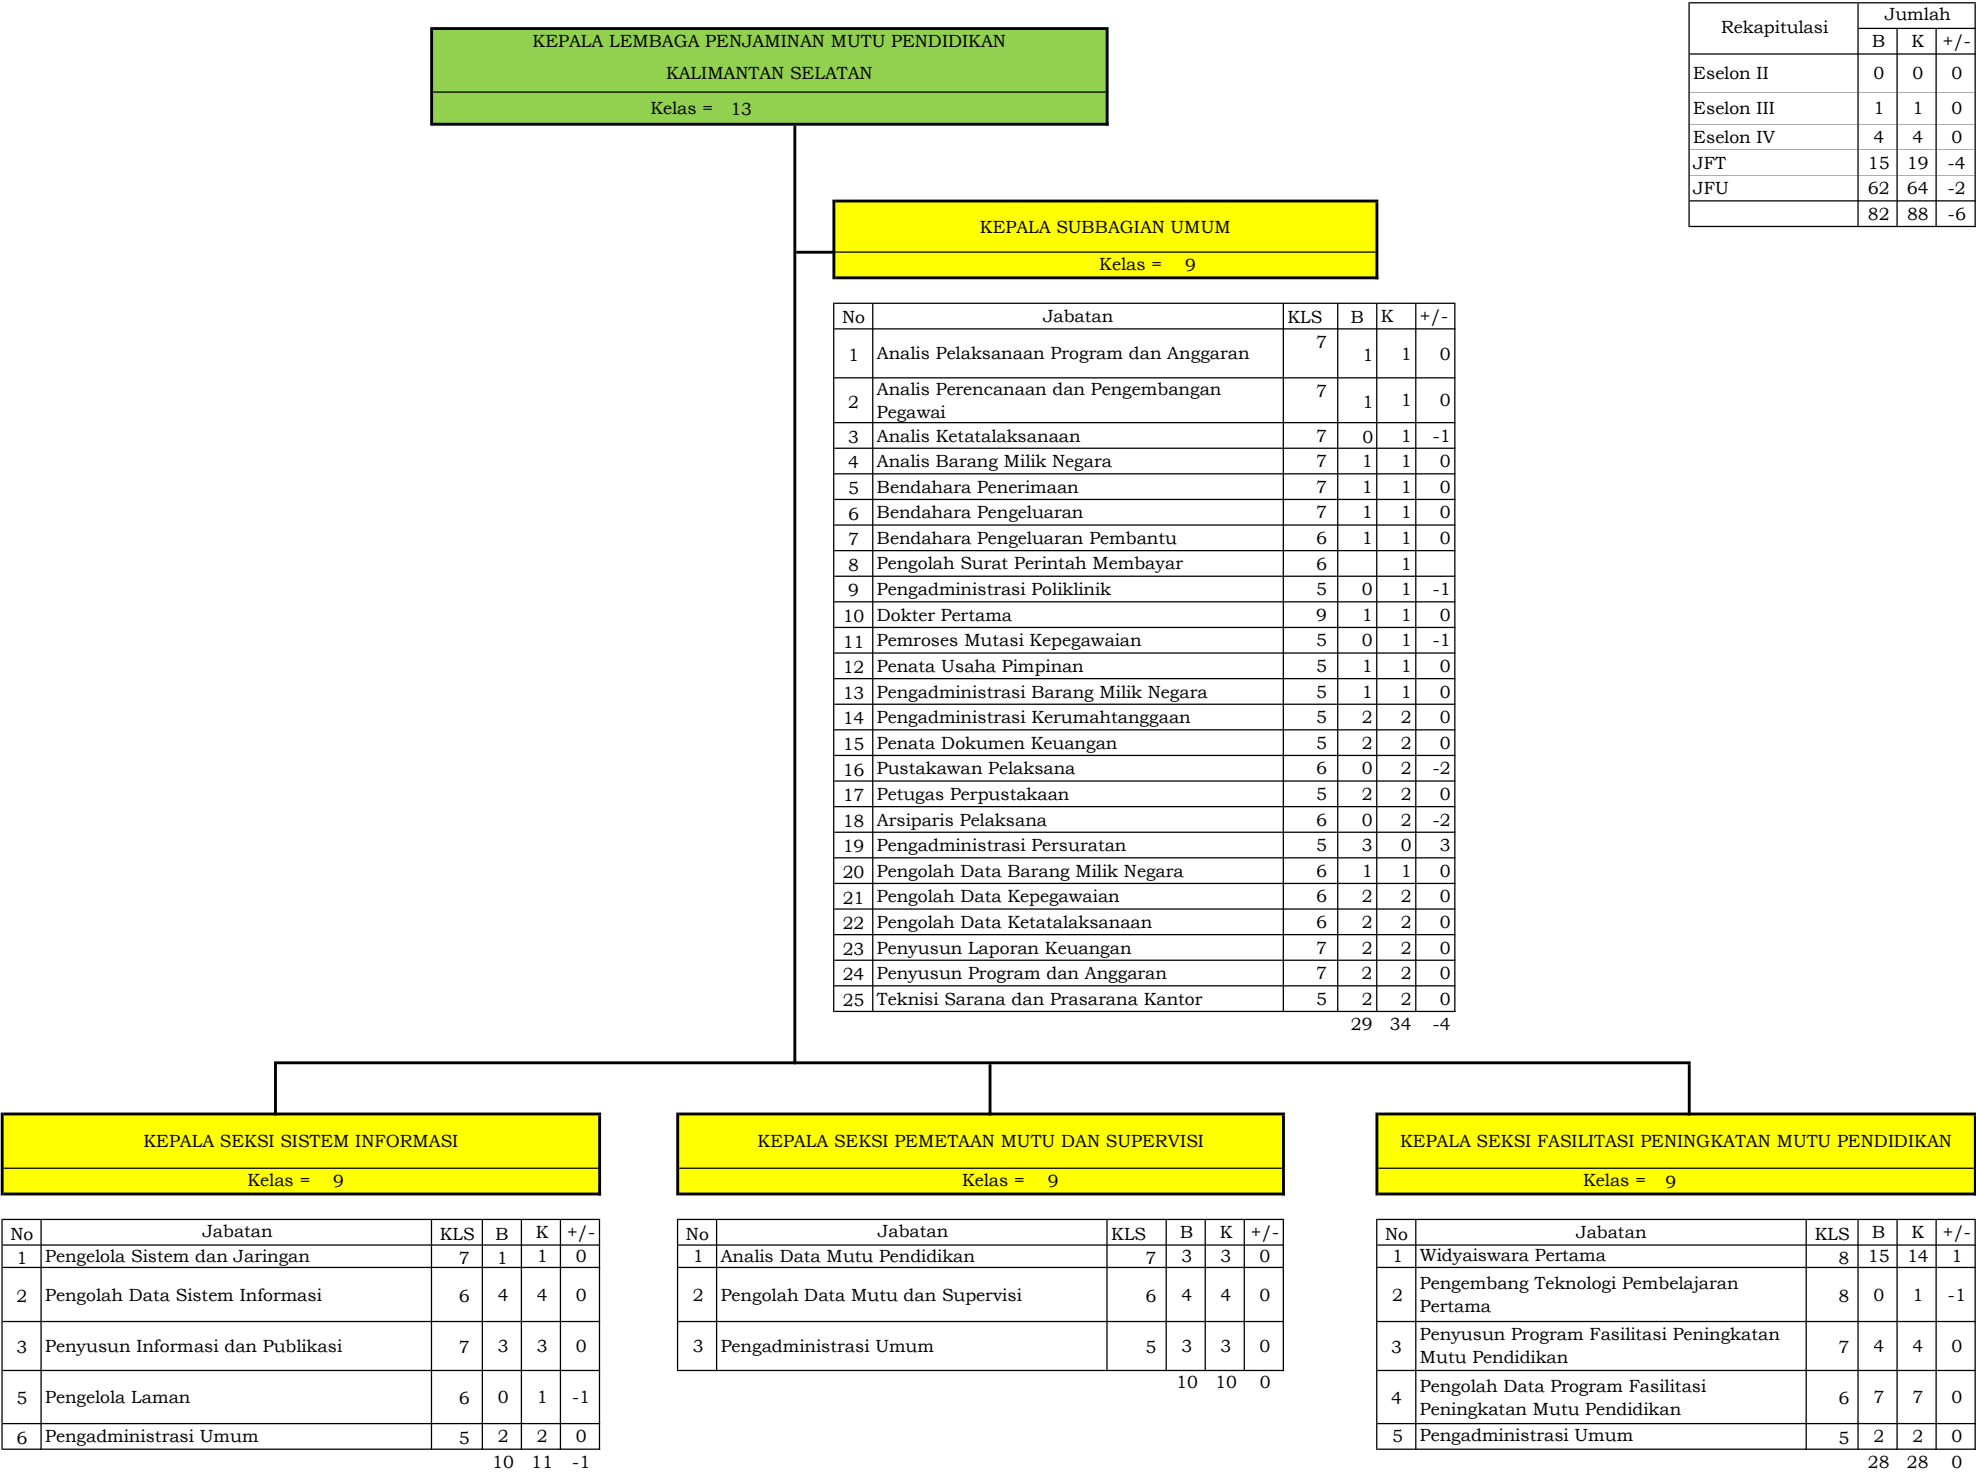 KEPALA LEMBAGA PENJAMINAN MUTU PENDIDIKAN
KALIMANTAN SELATAN
Kelas = 13
Rekapitulasi Jumlah
B K +/-
Eselon II 0 0 0
Eselon III 1 1 0
Eselon IV 4 4 0
JFT 15 19 -4
JFU 62 64 -2
82 88 -6
KEPALA SUBBAGIAN UMUM
Kelas = 9
No Jabatan KLS B K +/-
1 Analis Pelaksanaan Program dan Anggaran 7 1 1 0
2 Analis Perencanaan dan Pengembangan
Pegawai 7 1 1 0
3 Analis Ketatalaksanaan 7 0 1 -1
4 Analis Barang Milik Negara 7 1 1 0
5 Bendahara Penerimaan 7 1 1 0
6 Bendahara Pengeluaran 7 1 1 0
7 Bendahara Pengeluaran Pembantu 6 1 1 0
8 Pengolah Surat Perintah Membayar 6 1
9 Pengadministrasi Poliklinik 5 0 1 -1
10 Dokter Pertama 9 1 1 0
11 Pemroses Mutasi Kepegawaian 5 0 1 -1
12 Penata Usaha Pimpinan 5 1 1 0
13 Pengadministrasi Barang Milik Negara 5 1 1 0
14 Pengadministrasi Kerumahtanggaan 5 2 2 0
15 Penata Dokumen Keuangan 5 2 2 0
16 Pustakawan Pelaksana 6 0 2 -2
17 Petugas Perpustakaan 5 2 2 0
18 Arsiparis Pelaksana 6 0 2 -2
19 Pengadministrasi Persuratan 5 3 0 3
20 Pengolah Data Barang Milik Negara 6 1 1 0
21 Pengolah Data Kepegawaian 6 2 2 0
22 Pengolah Data Ketatalaksanaan 6 2 2 0
23 Penyusun Laporan Keuangan 7 2 2 0
24 Penyusun Program dan Anggaran 7 2 2 0
25 Teknisi Sarana dan Prasarana Kantor 5 2 2 0
29 34 -4
KEPALA SEKSI SISTEM INFORMASI
Kelas = 9
No Jabatan KLS B K +/-
1 Pengelola Sistem dan Jaringan 7 1 1 0
2 Pengolah Data Sistem Informasi 6 4 4 0
3 Penyusun Informasi dan Publikasi 7 3 3 0
5 Pengelola Laman 6 0 1 -1
6 Pengadministrasi Umum 5 2 2 0
10 11 -1
KEPALA SEKSI PEMETAAN MUTU DAN SUPERVISI
Kelas = 9
No Jabatan KLS B K +/-
1 Analis Data Mutu Pendidikan 7 3 3 0
2 Pengolah Data Mutu dan Supervisi 6 4 4 0
3 Pengadministrasi Umum 5 3 3 0
10 10 0
KEPALA SEKSI FASILITASI PENINGKATAN MUTU PENDIDIKAN
Kelas = 9
No Jabatan KLS B K +/-
1 Widyaiswara Pertama 8 15 14 1
2 Pengembang Teknologi Pembelajaran
Pertama 8 0 1 -1
3 Penyusun Program Fasilitasi Peningkatan
Mutu Pendidikan 7 4 4 0
4 Pengolah Data Program Fasilitasi
Peningkatan Mutu Pendidikan 6 7 7 0
5 Pengadministrasi Umum 5 2 2 0
28 28 0